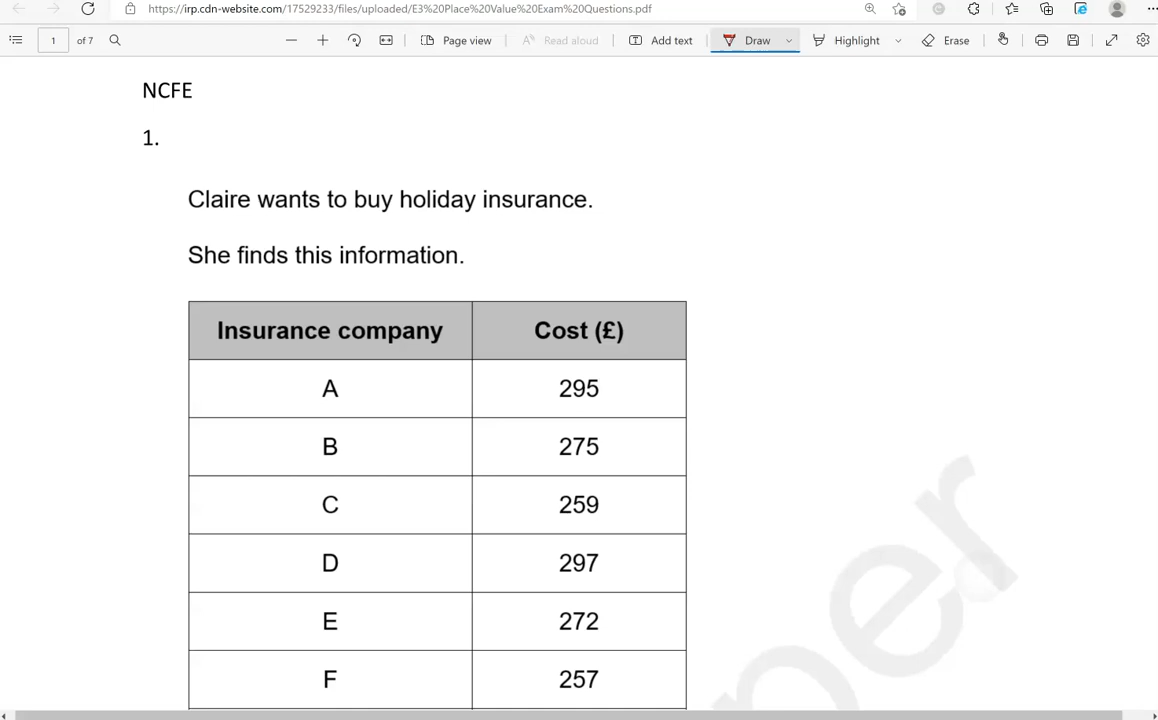 https://irp.cdn-website.com/17529233/files/uploaded/E3%20Place%20Value%20Exam%20Questions.pdf
1 of 7 Page view Read aloud Add text Draw Highlight Erase
NCFE
1.
Claire wants to buy holiday insurance.
She finds this information.
Insurance company Cost (£)
A 295
B 275
C 259
D 297
E 272
F 257